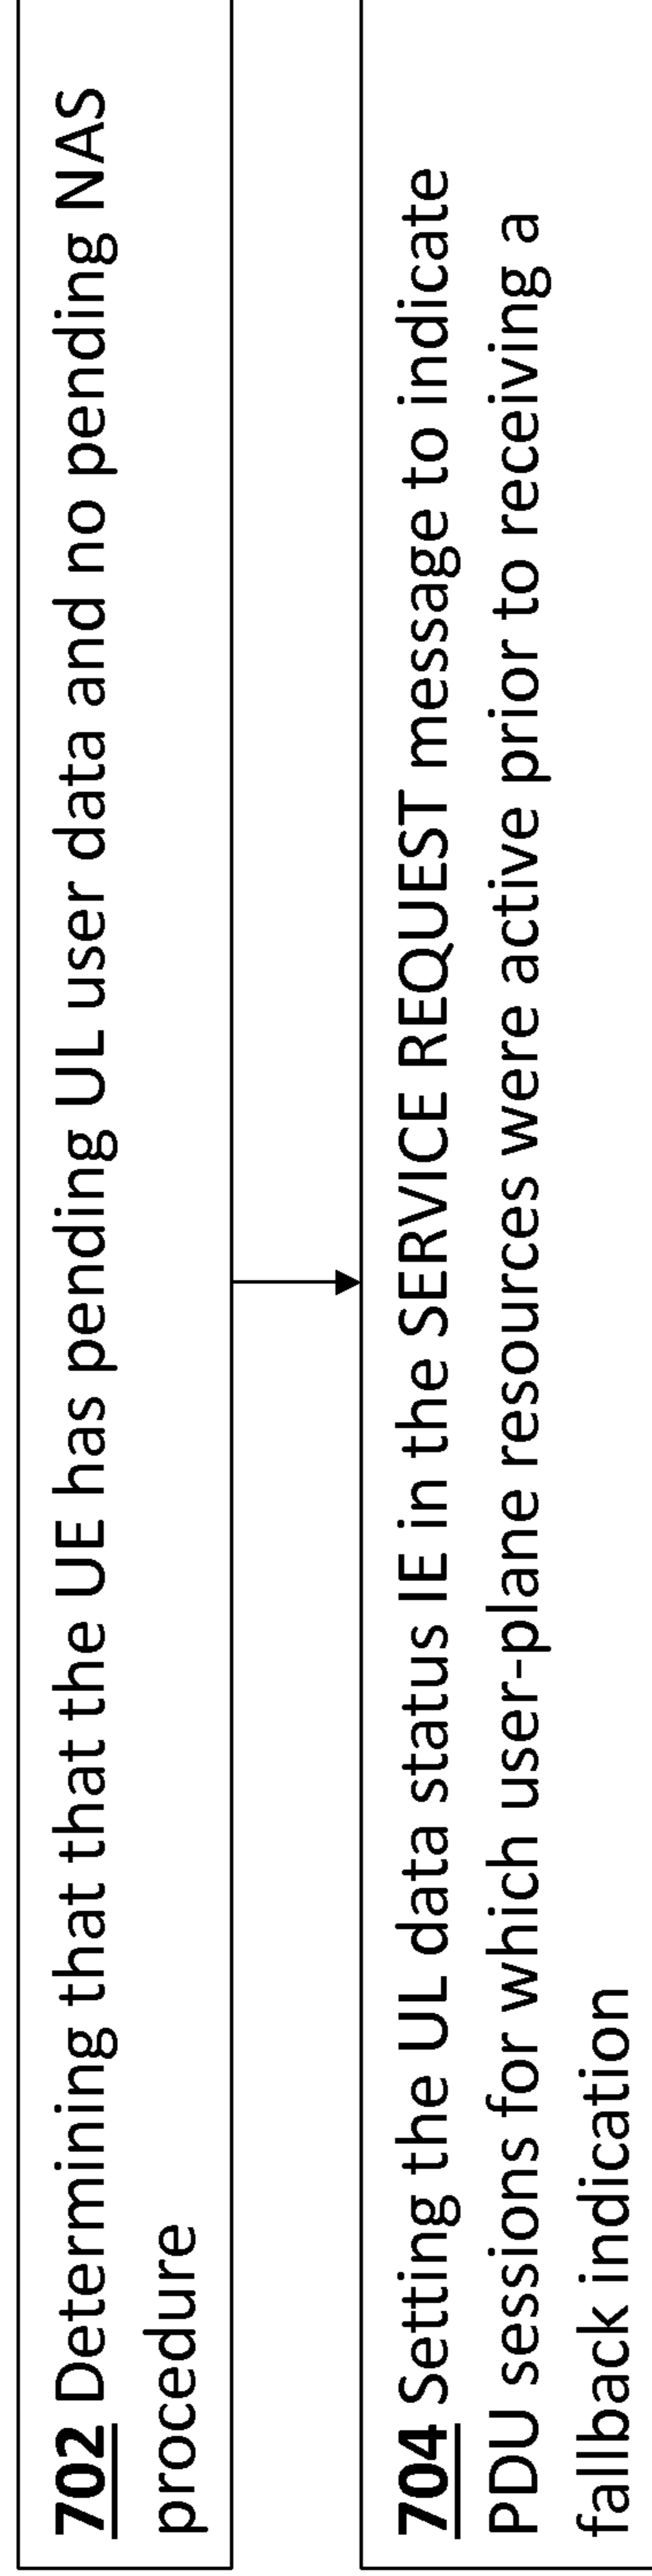 702 Determining that that the UE has pending UL user data and no pending NAS
procedure
704 Setting the UL data status IE in the SERVICE REQUEST message to indicate
PDU sessions for which user-plane resources were active prior to receiving a
fallback indication